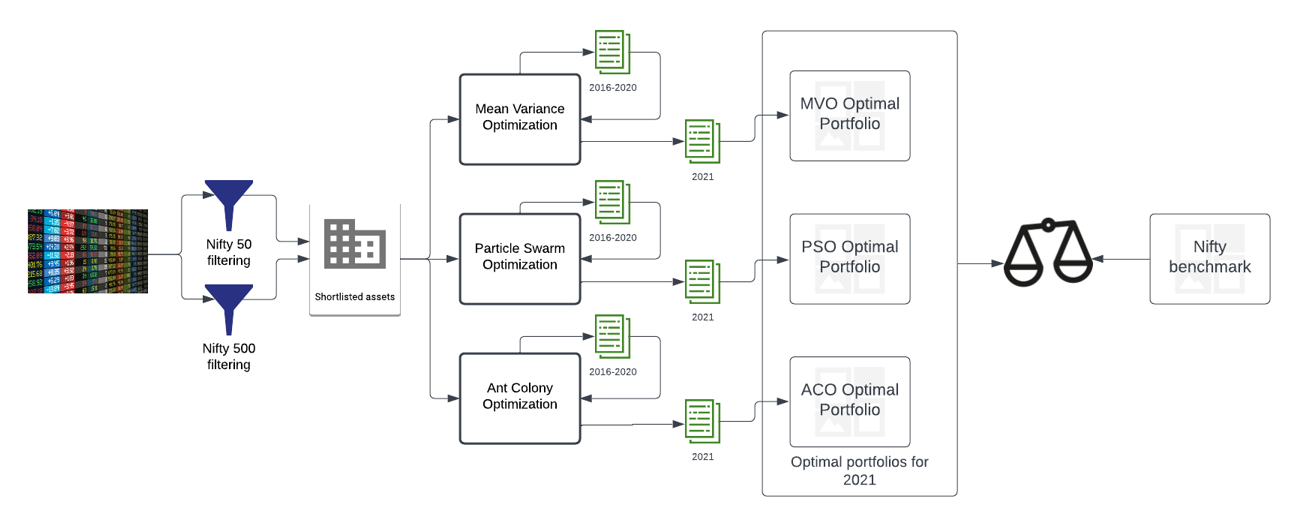 Nifty 50
filtering
Nifty 500
filtering
Shortlisted assets
Mean Variance
Optimization
2016-2020
2021
Particle Swarm
Optimization
2016-2020
2021
Ant Colony
Optimization
2016-2020
2021
MVO Optimal
Portfolio
PSO Optimal
Portfolio
ACO Optimal
Portfolio
Optimal portfolios for
2021
Nifty
benchmark